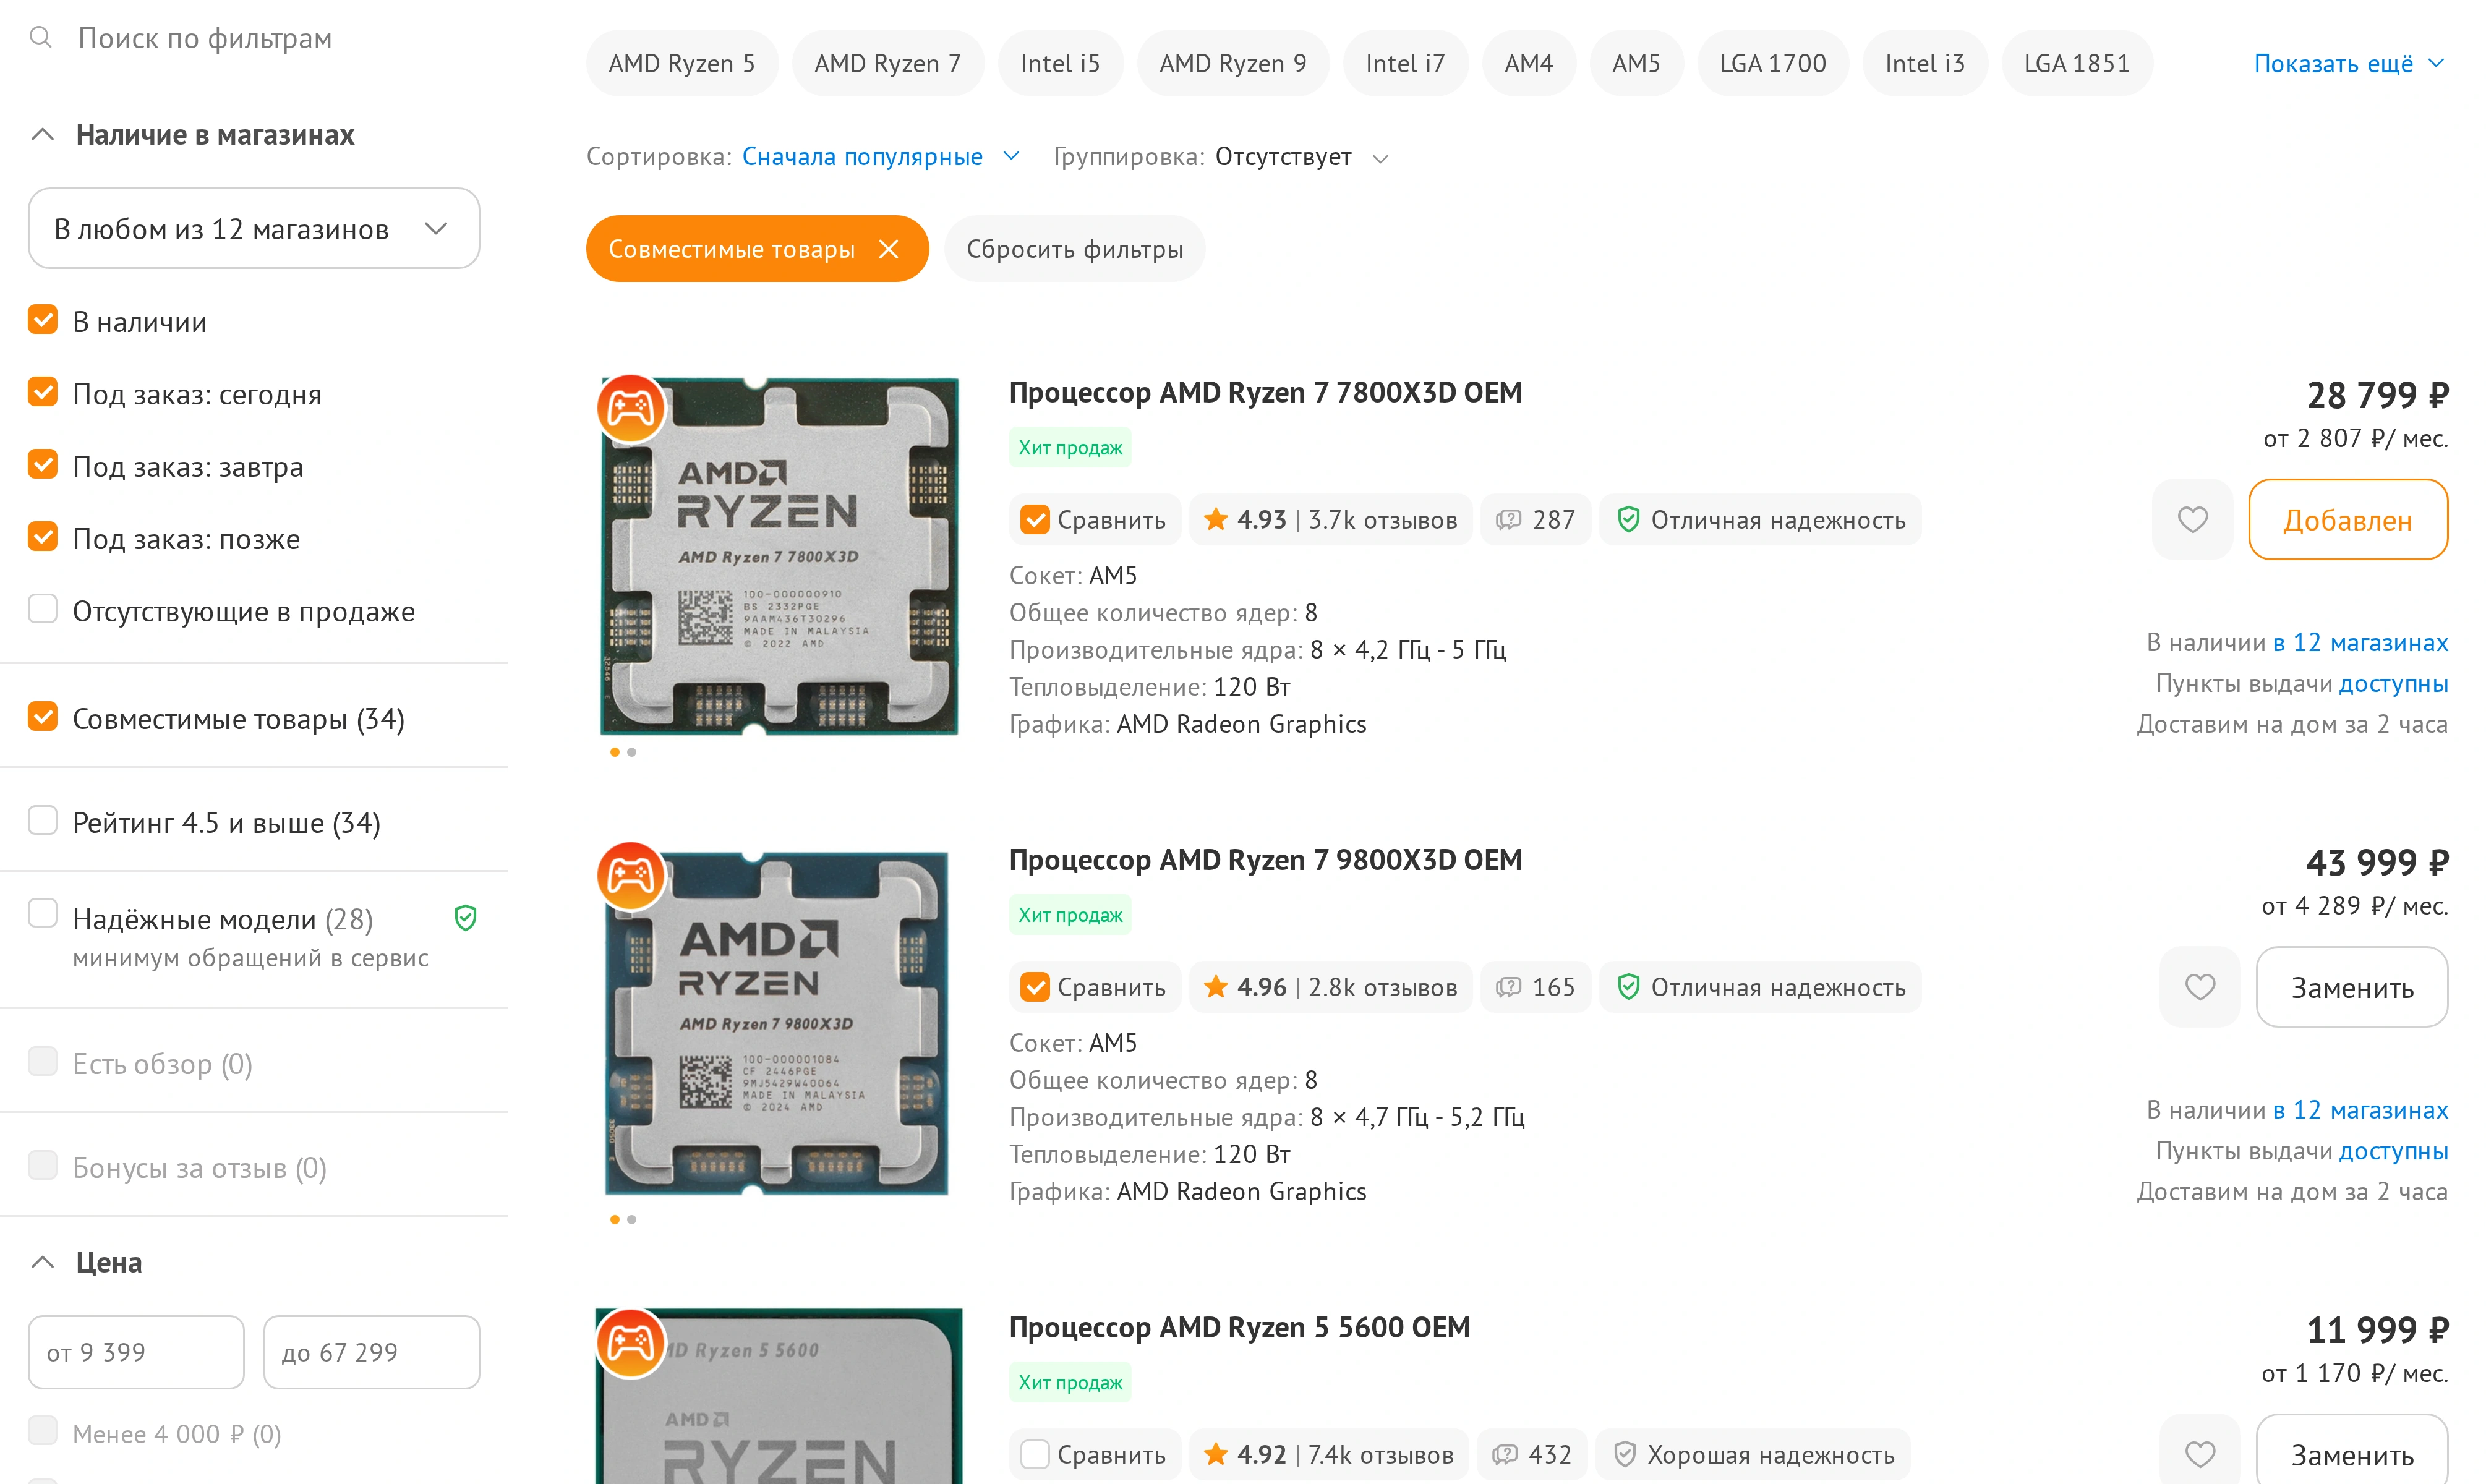 Поиск по фильтрам
Наличие в магазинах
В любом из 12 магазинов
В наличии
Под заказ: сегодня
Под заказ: завтра
Под заказ: позже
Отсутствующие в продаже
Совместимые товары (34)
Рейтинг 4.5 и выше (34)
Надёжные модели (28)
минимум обращений в сервис
Есть обзор (0)
Бонусы за отзыв (0)
Цена
от 9 399 до 67 299
Менее 4 000 ₽ (0)
AMD Ryzen 5 AMD Ryzen 7 Intel i5 AMD Ryzen 9 Intel i7 AM4 AM5 LGA 1700 Intel i3 LGA 1851 Показать ещё
Сортировка: Сначала популярные Группировка: Отсутствует
Совместимые товары Сбросить фильтры
AMD
RYZEN
AMD Ryzen 7 7800X3D
100-000000910
BS 2332PGE
9AAM436T30296
MADE IN MALAYSIA
© 2022 AMD
Процессор AMD Ryzen 7 7800X3D OEM
Хит продаж
Сравнить 4.93 | 3.7k отзывов 287 Отличная надежность
Сокет: AM5
Общее количество ядер: 8
Производительные ядра: 8 × 4,2 ГГц - 5 ГГц
Тепловыделение: 120 Вт
Графика: AMD Radeon Graphics
28 799 ₽
от 2 807 ₽/ мес.
Добавлен
В наличии в 12 магазинах
Пункты выдачи доступны
Доставим на дом за 2 часа
AMD
RYZEN
AMD Ryzen 7 9800X3D
100-000001084
CF 2446PGE
9MJ5429W40064
MADE IN MALAYSIA
© 2024 AMD
Процессор AMD Ryzen 7 9800X3D OEM
Хит продаж
Сравнить 4.96 | 2.8k отзывов 165 Отличная надежность
Сокет: AM5
Общее количество ядер: 8
Производительные ядра: 8 × 4,7 ГГц - 5,2 ГГц
Тепловыделение: 120 Вт
Графика: AMD Radeon Graphics
43 999 ₽
от 4 289 ₽/ мес.
Заменить
В наличии в 12 магазинах
Пункты выдачи доступны
Доставим на дом за 2 часа
Ryzen 5 5600
AMD
RYZEN
Процессор AMD Ryzen 5 5600 OEM
Хит продаж
Сравнить 4.92 | 7.4k отзывов 432 Хорошая надежность
11 999 ₽
от 1 170 ₽/ мес.
Заменить